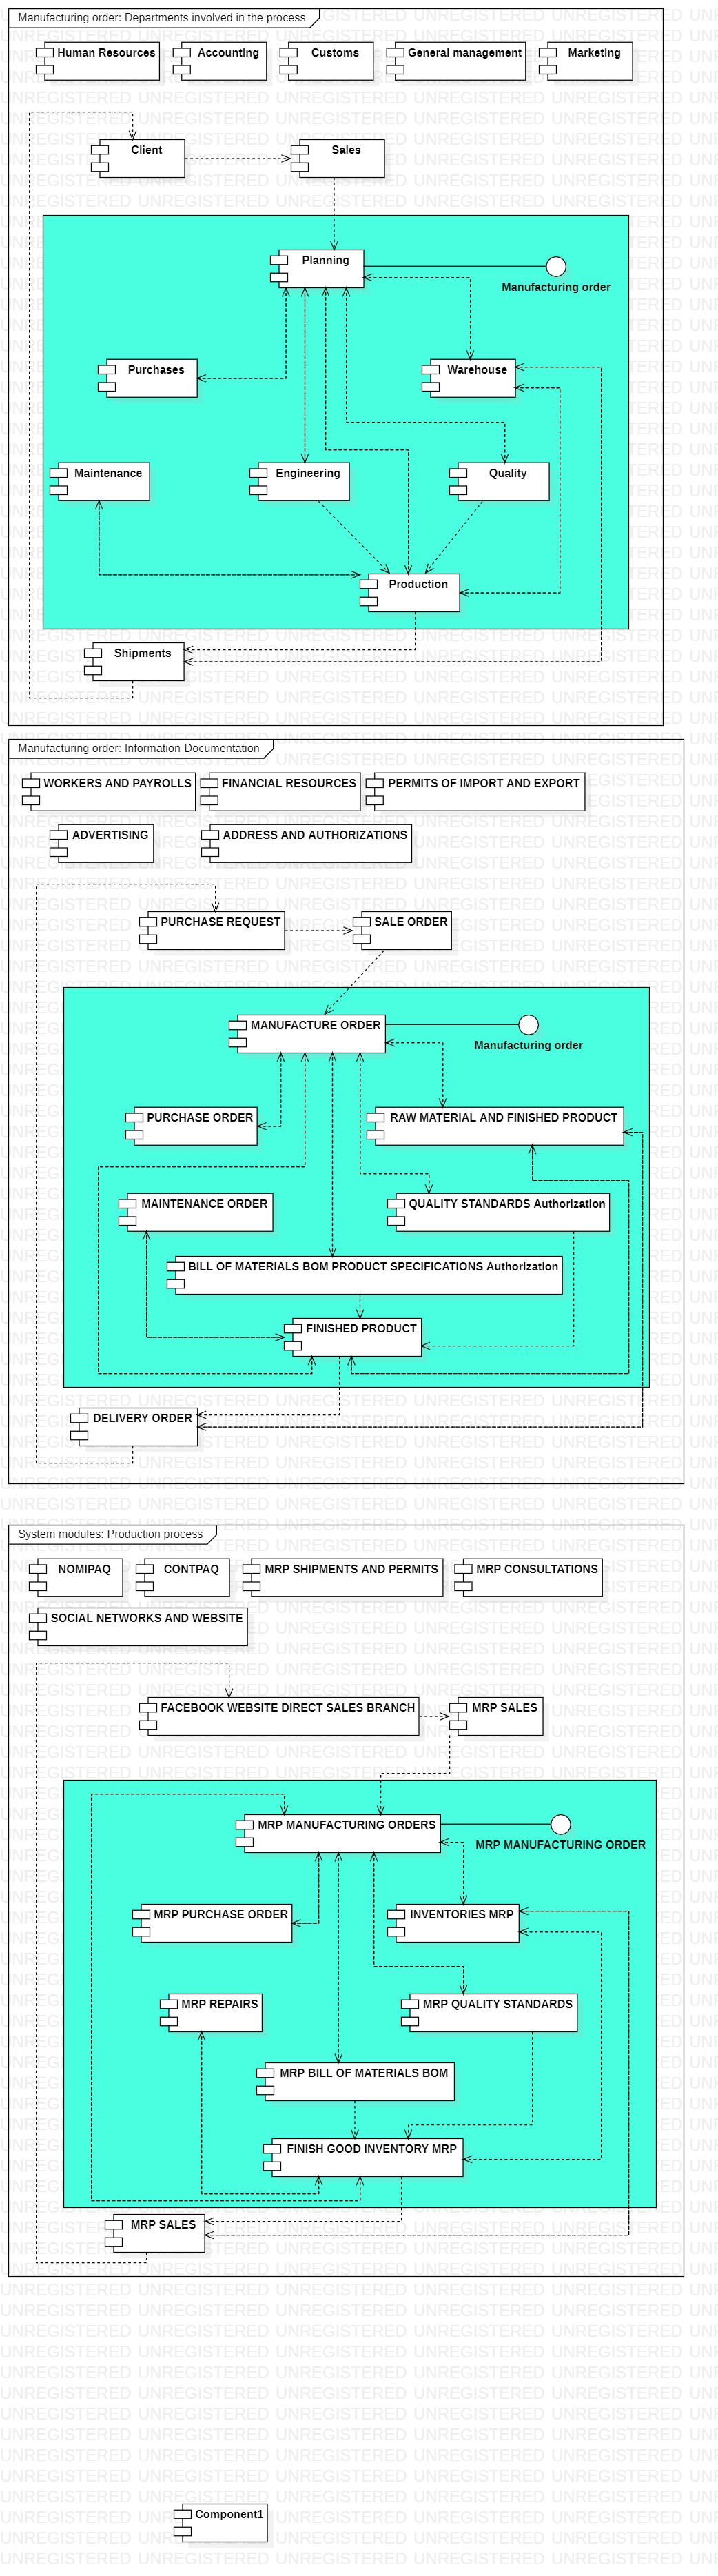 Manufacturing order: Departments involved in the process
Human Resources
Accounting
Customs
General management
Marketing
Client
Sales
Planning
Manufacturing order
Purchases
Warehouse
Maintenance
Engineering
Quality
Production
Shipments
Manufacturing order: Information-Documentation
WORKERS AND PAYROLLS
FINANCIAL RESOURCES
PERMITS OF IMPORT AND EXPORT
ADVERTISING
ADDRESS AND AUTHORIZATIONS
PURCHASE REQUEST
SALE ORDER
MANUFACTURE ORDER
Manufacturing order
PURCHASE ORDER
RAW MATERIAL AND FINISHED PRODUCT
MAINTENANCE ORDER
QUALITY STANDARDS Authorization
BILL OF MATERIALS BOM PRODUCT SPECIFICATIONS Authorization
FINISHED PRODUCT
DELIVERY ORDER
System modules: Production process
NOMIPAQ
CONTPAQ
MRP SHIPMENTS AND PERMITS
MRP CONSULTATIONS
SOCIAL NETWORKS AND WEBSITE
FACEBOOK WEBSITE DIRECT SALES BRANCH
MRP SALES
MRP MANUFACTURING ORDERS
MRP MANUFACTURING ORDER
MRP PURCHASE ORDER
INVENTORIES MRP
MRP REPAIRS
MRP QUALITY STANDARDS
MRP BILL OF MATERIALS BOM
FINISH GOOD INVENTORY MRP
MRP SALES
Component1
UNREGISTERED